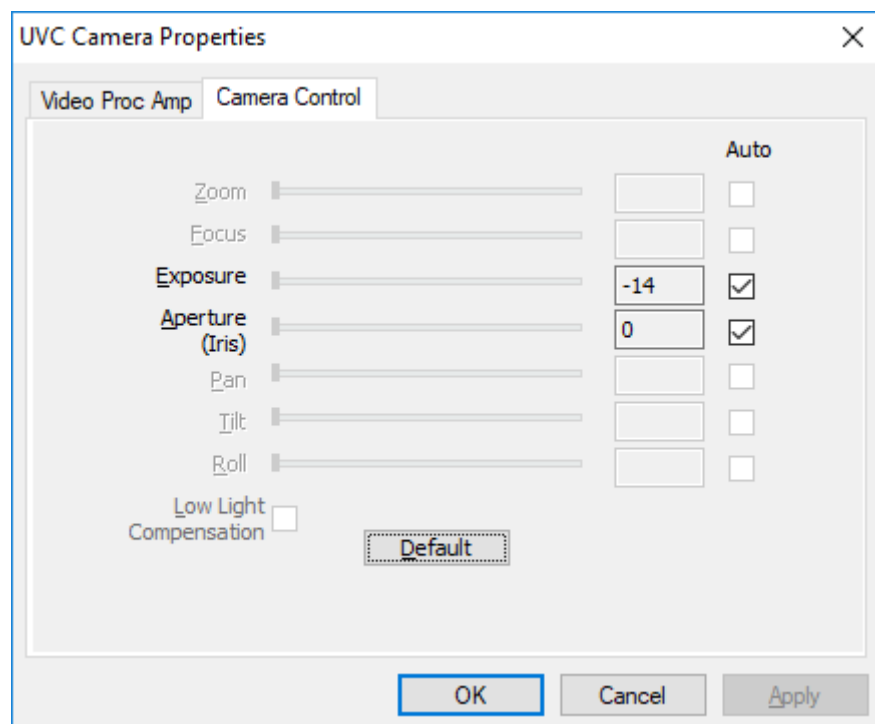 UVC Camera Properties
Video Proc Amp Camera Control
Auto
Zoom
Focus
Exposure -14
Aperture 0
(Iris)
Pan
Tilt
Roll
Low Light
Compensation
Default
OK Cancel Apply